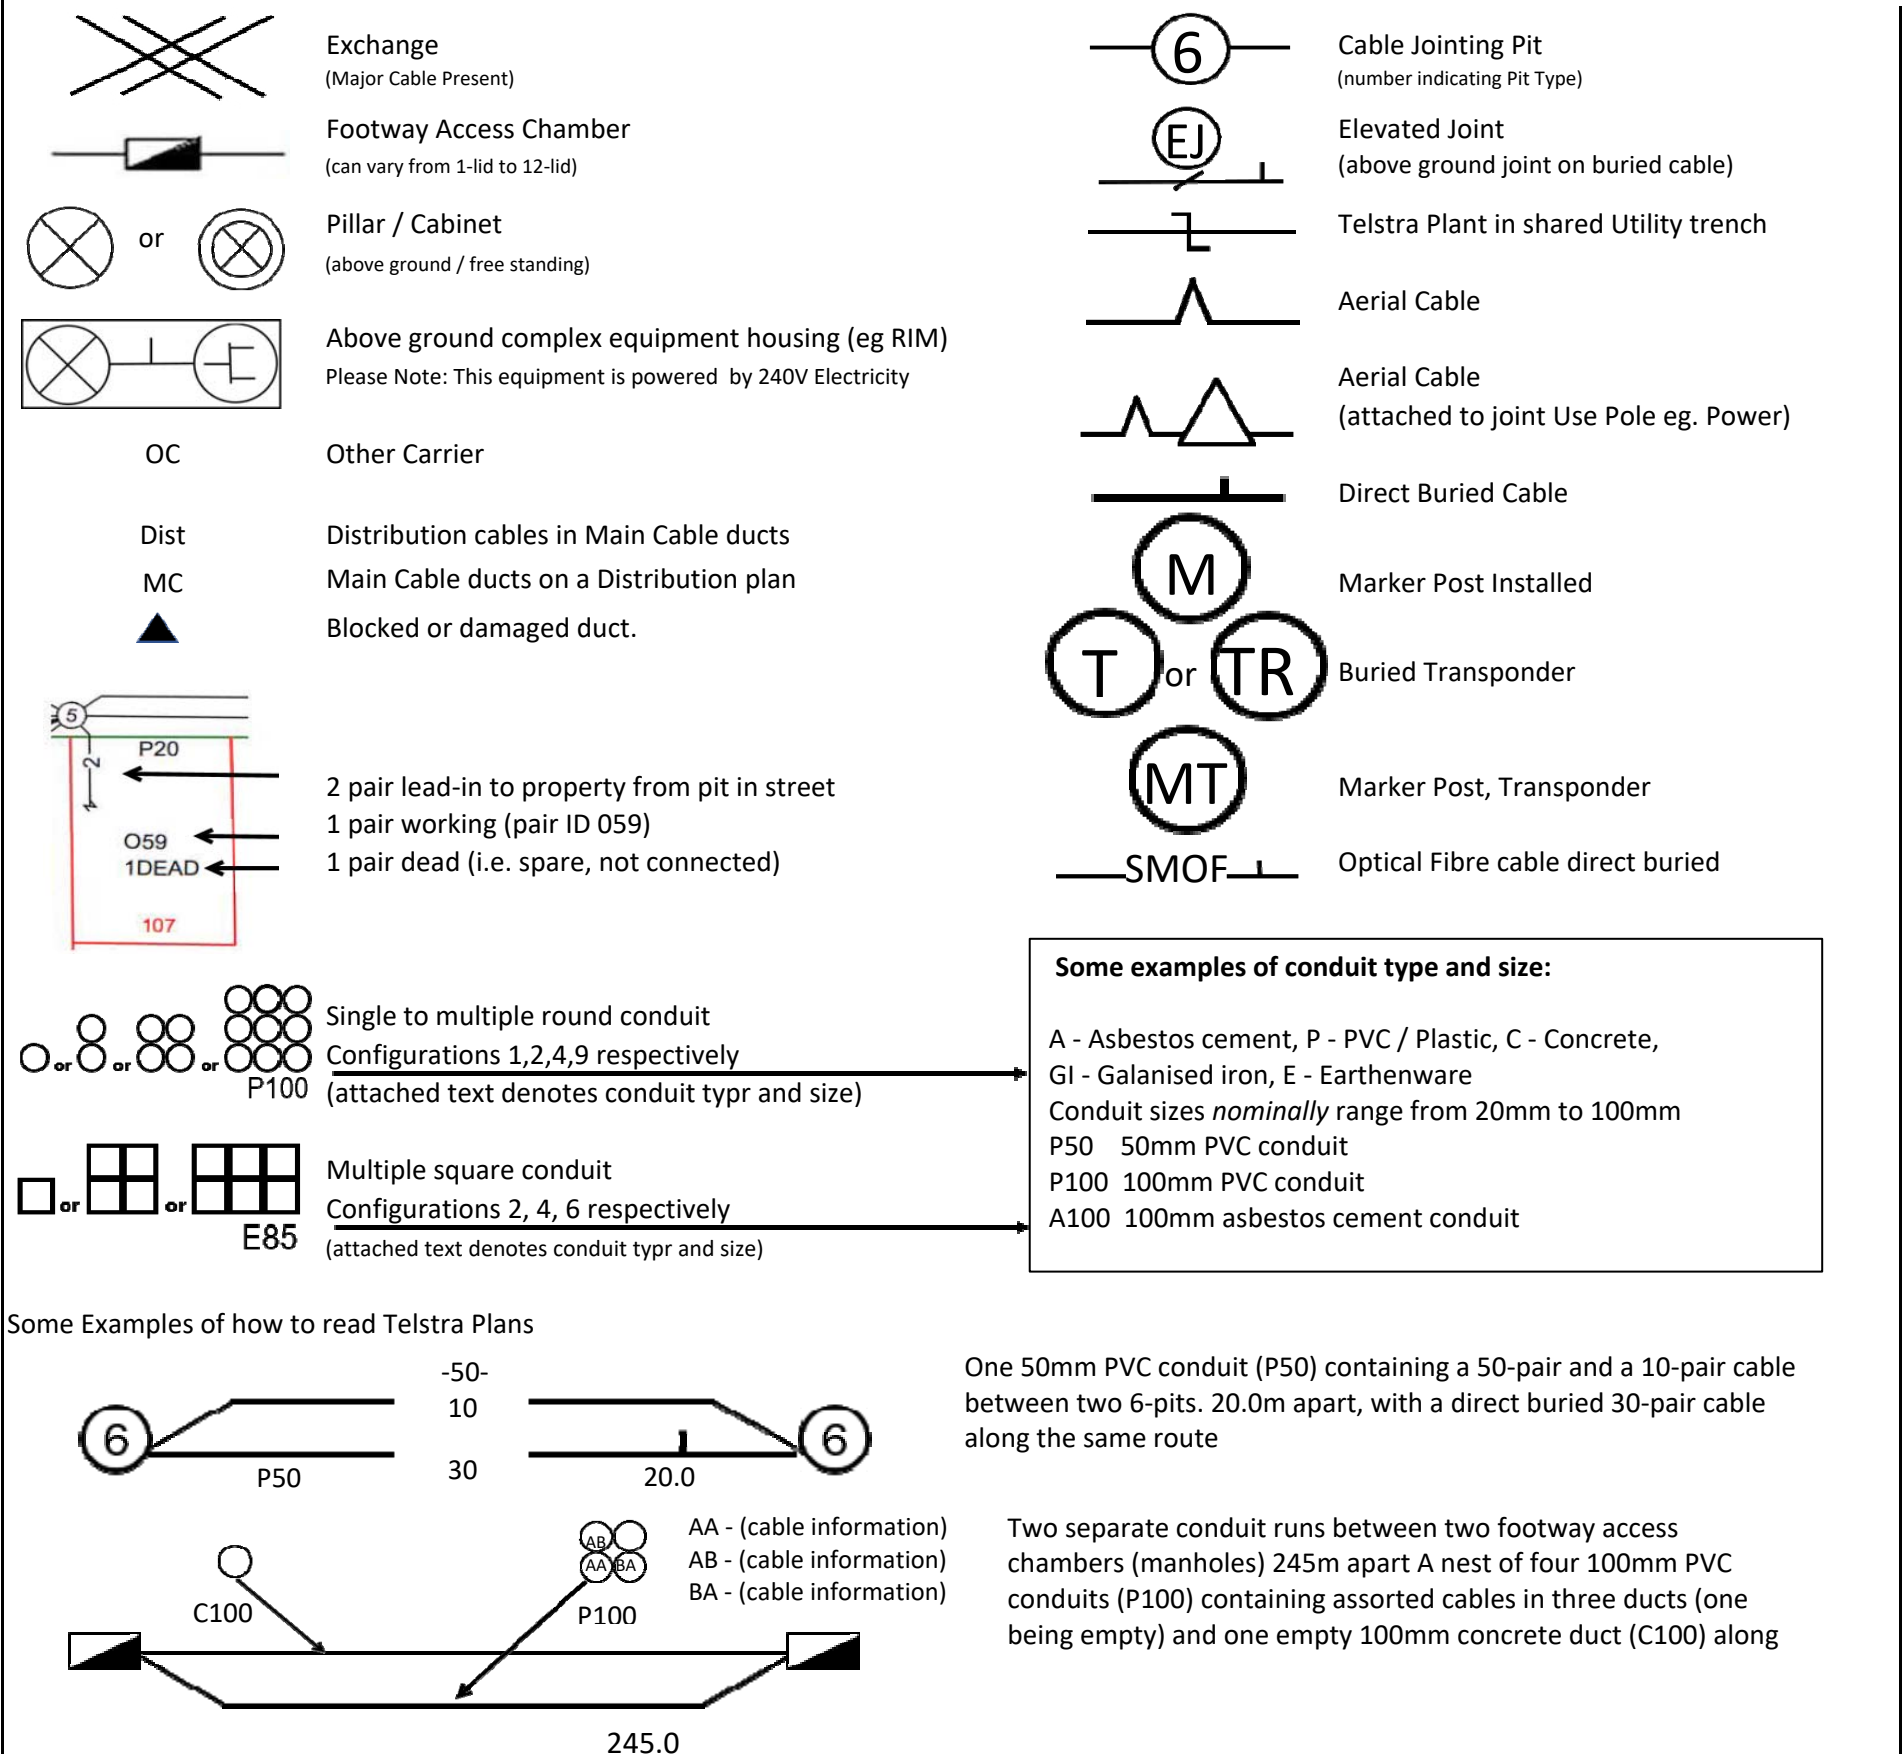 Exchange
(Major Cable Present)
Footway Access Chamber
(can vary from 1-lid to 12-lid)
or
Pillar / Cabinet
(above ground / free standing)
Above ground complex equipment housing (eg RIM)
Please Note: This equipment is powered by 240V Electricity
OC Other Carrier
Dist Distribution cables in Main Cable ducts
MC Main Cable ducts on a Distribution plan
Blocked or damaged duct.
5
P20
2
2 pair lead-in to property from pit in street
O59
1 pair working (pair ID 059)
1DEAD
1 pair dead (i.e. spare, not connected)
107
6
Cable Jointing Pit
(number indicating Pit Type)
EJ
Elevated Joint
(above ground joint on buried cable)
Telstra Plant in shared Utility trench
Aerial Cable
Aerial Cable
(attached to joint Use Pole eg. Power)
Direct Buried Cable
M
Marker Post Installed
T or TR
Buried Transponder
MT
Marker Post, Transponder
SMOF
Optical Fibre cable direct buried
or or or
P100
Single to multiple round conduit
Configurations 1,2,4,9 respectively
(attached text denotes conduit typr and size)
or or
E85
Multiple square conduit
Configurations 2, 4, 6 respectively
(attached text denotes conduit typr and size)
Some examples of conduit type and size:
A - Asbestos cement, P - PVC / Plastic, C - Concrete,
GI - Galanised iron, E - Earthenware
Conduit sizes nominally range from 20mm to 100mm
P50 50mm PVC conduit
P100 100mm PVC conduit
A100 100mm asbestos cement conduit
Some Examples of how to read Telstra Plans
-50-
10
6 6
P50 30 20.0
One 50mm PVC conduit (P50) containing a 50-pair and a 10-pair cable
between two 6-pits. 20.0m apart, with a direct buried 30-pair cable
along the same route
AB
AA BA
C100 P100
AA - (cable information)
AB - (cable information)
BA - (cable information)
245.0
Two separate conduit runs between two footway access
chambers (manholes) 245m apart A nest of four 100mm PVC
conduits (P100) containing assorted cables in three ducts (one
being empty) and one empty 100mm concrete duct (C100) along